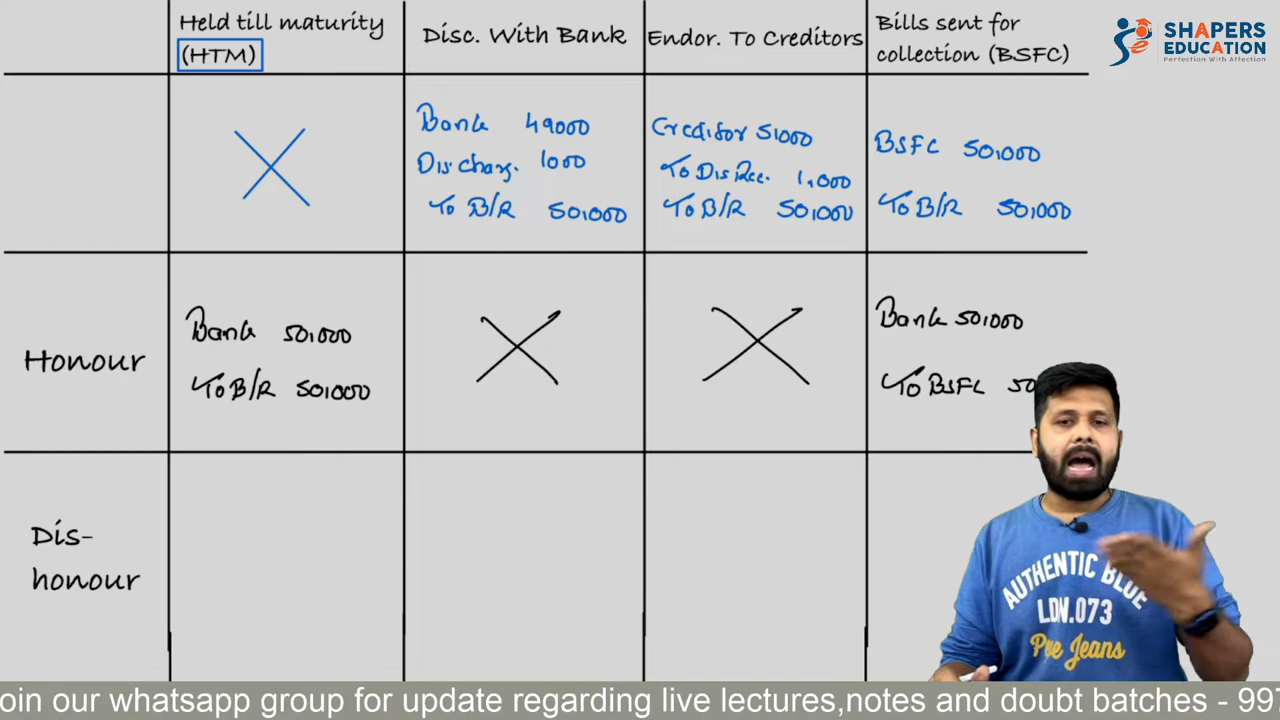 Held till maturity
(HTM)
Disc. With Bank
Endor. To Creditors
Bills sent for
collection (BSFC)
SHAPERS
EDUCATION
Perfection With Affection
Bank 49000
Dis charg. 1000
To B/R 50,000
Creditor 51000
To Dis Rec. 1,000
To B/R 50,000
BSFC 50,000
To B/R 50,000
Honour
Bank 50,000
To B/R 50,000
Bank 50,000
To BSFC 50
Dis-
honour
AUTHENTIC BLUE
LDN.073
Pepe Jeans
oin our whatsapp group for update regarding live lectures,notes and doubt batches - 997